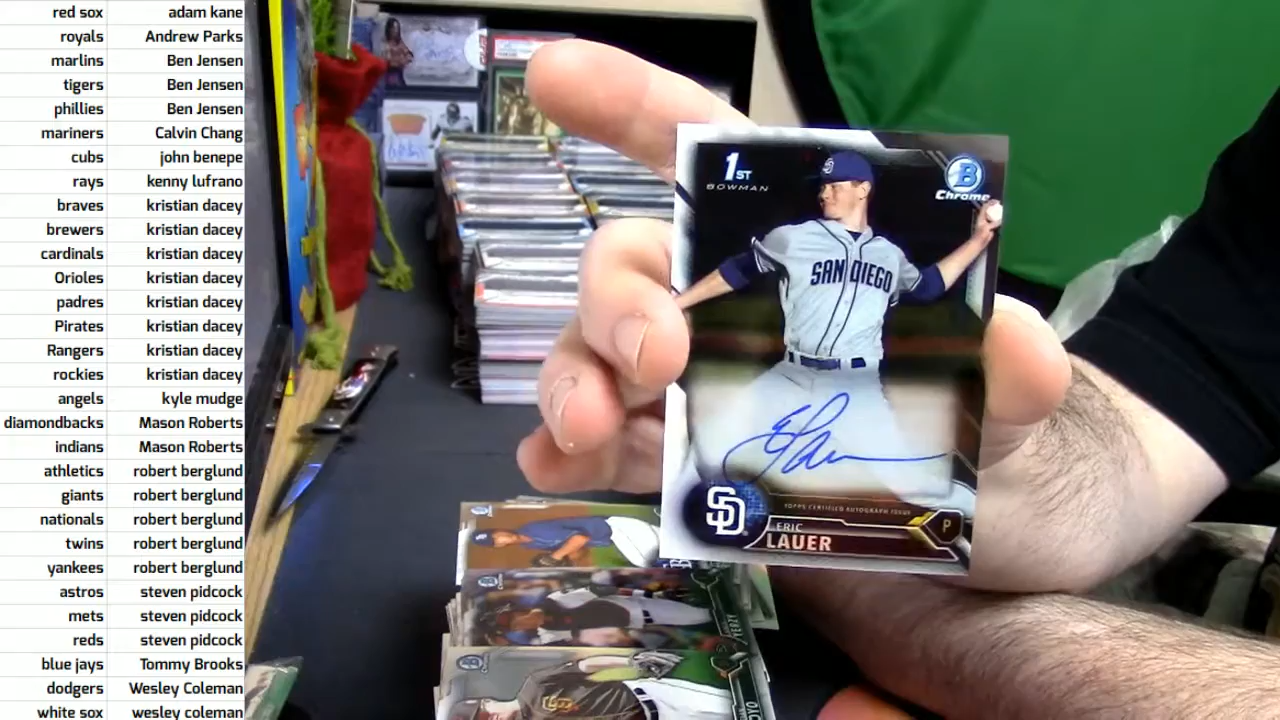 red sox adam kane
royals Andrew Parks
marlins Ben Jensen
tigers Ben Jensen
phillies Ben Jensen
mariners Calvin Chang
cubs john benepe
rays kenny lufrano
braves kristian dacey
brewers kristian dacey
cardinals kristian dacey
Orioles kristian dacey
padres kristian dacey
Pirates kristian dacey
Rangers kristian dacey
rockies kristian dacey
angels kyle mudge
diamondbacks Mason Roberts
indians Mason Roberts
athletics robert berglund
giants robert berglund
nationals robert berglund
twins robert berglund
yankees robert berglund
astros steven pidcock
mets steven pidcock
reds steven pidcock
blue jays Tommy Brooks
dodgers Wesley Coleman
white sox wesley coleman
1ST
BOWMAN
B
Chrome
SAN DIEGO
SD
TOPPS CERTIFIED AUTOGRAPH ISSUE
ERIC
LAUER
P